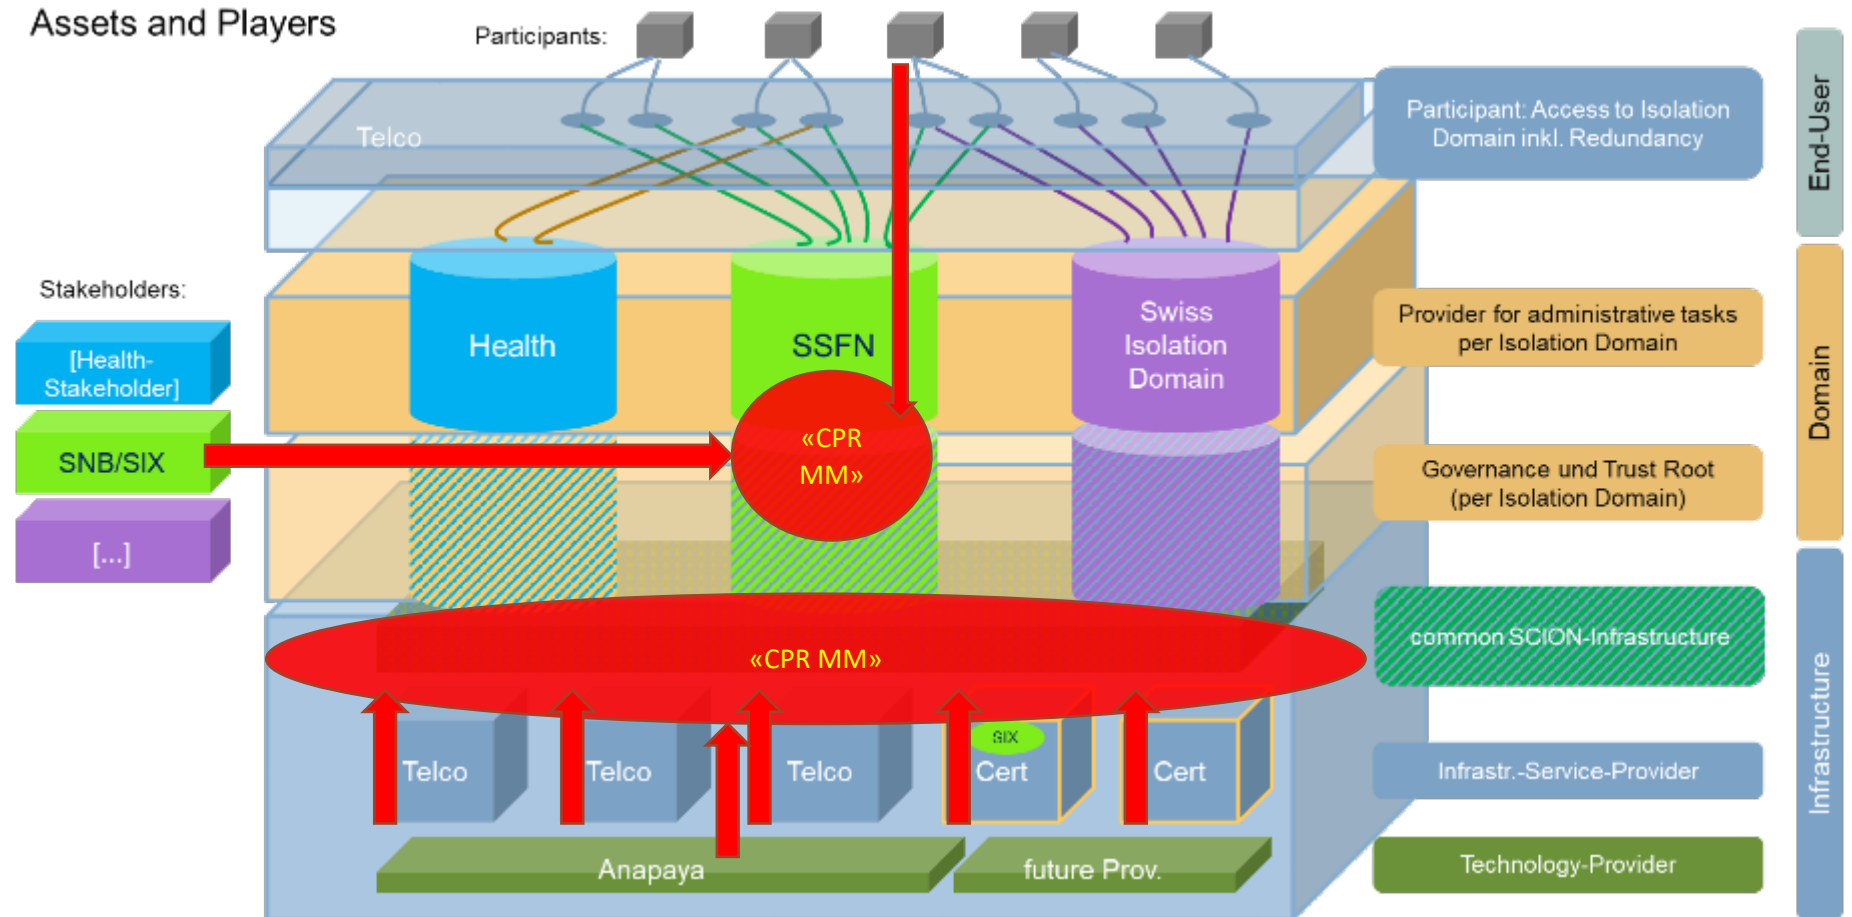 Assets and Players
Participants:
Telco
Participant: Access to Isolation
Domain inkl. Redundancy
End-User
Stakeholders:
[Health-
Stakeholder]
SNB/SIX
[...]
Health
SSFN
Swiss
Isolation
Domain
Provider for administrative tasks
per Isolation Domain
Domain
«CPR
MM»
Governance und Trust Root
(per Isolation Domain)
«CPR MM»
common SCION-Infrastructure
Infrastructure
Telco
Telco
Telco
SIX
Cert
Cert
Infrastr.-Service-Provider
Anapaya
future Prov.
Technology-Provider